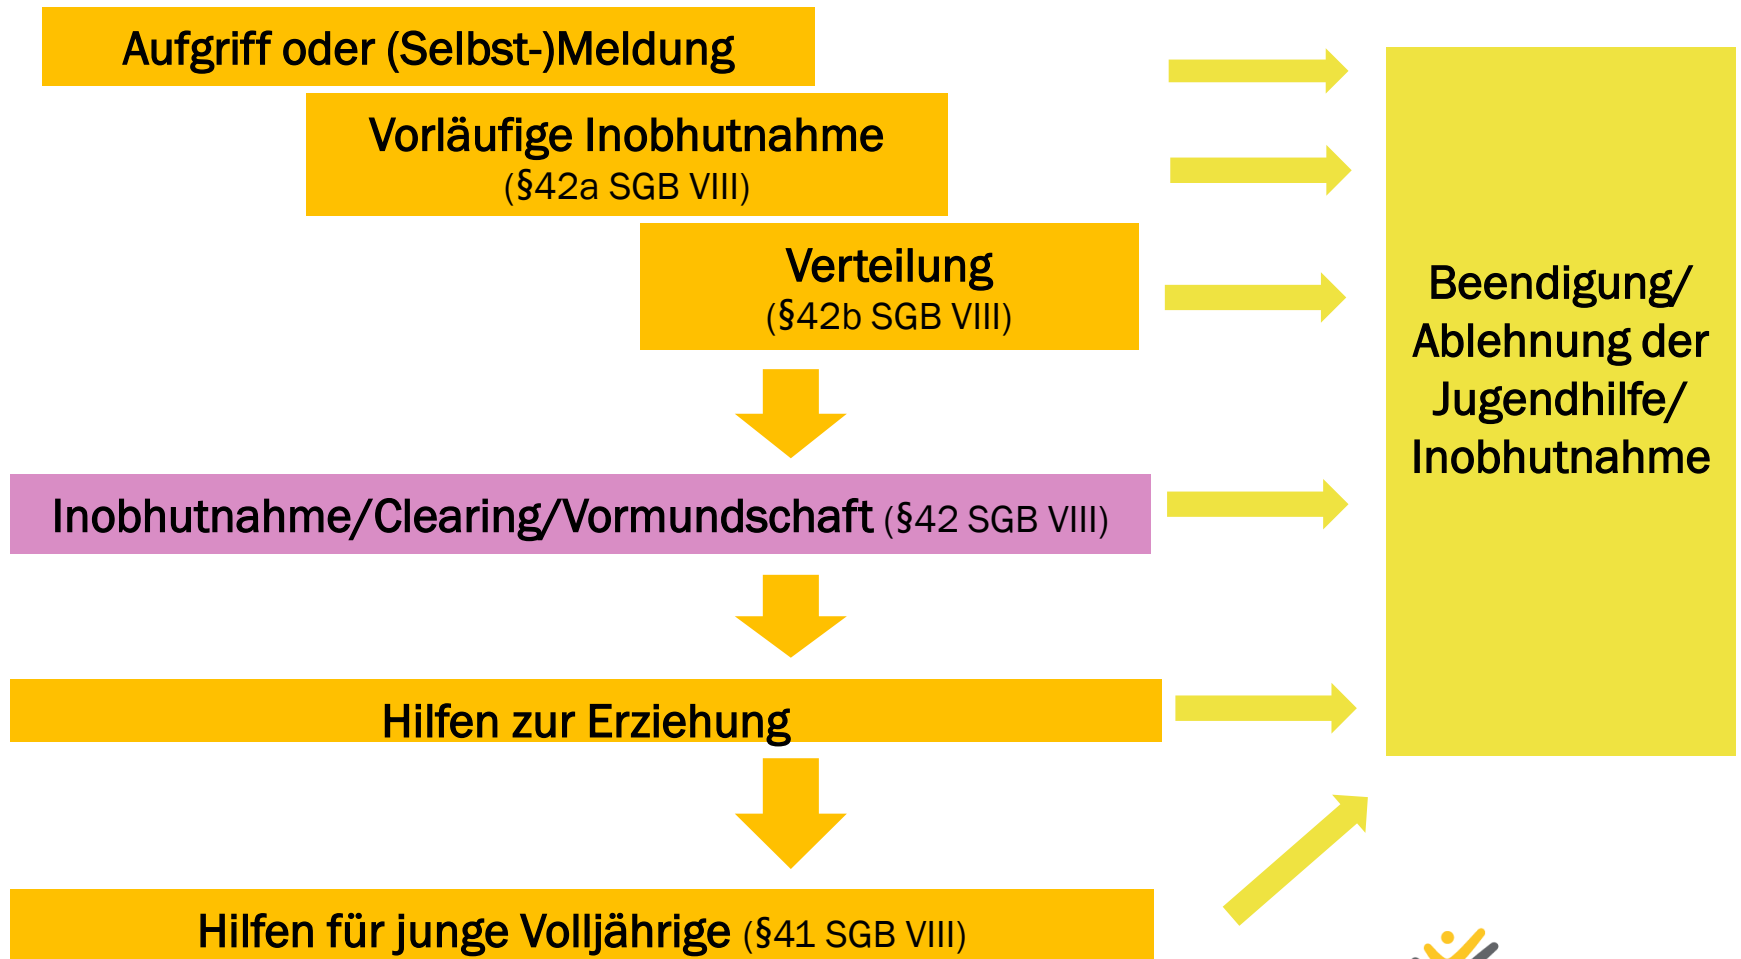 Aufgriff oder (Selbst-)Meldung
Vorläufige Inobhutnahme
(§42a SGB VIII)
Verteilung
(§42b SGB VIII)
Inobhutnahme/Clearing/Vormundschaft (§42 SGB VIII)
Hilfen zur Erziehung
Hilfen für junge Volljährige (§41 SGB VIII)
Beendigung/
Ablehnung der
Jugendhilfe/
Inobhutnahme